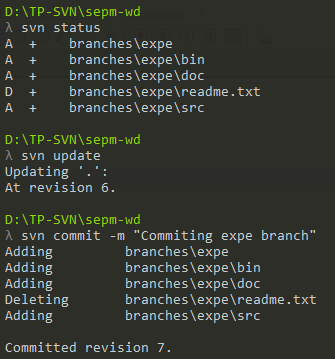 D:\TP-SVN\sepm-wd
λ svn status
A  +    branches\expe
A  +    branches\expe\bin
A  +    branches\expe\doc
D  +    branches\expe\readme.txt
A  +    branches\expe\src
D:\TP-SVN\sepm-wd
λ svn update
Updating '.':
At revision 6.
D:\TP-SVN\sepm-wd
λ svn commit -m "Commiting expe branch"
Adding         branches\expe
Adding         branches\expe\bin
Adding         branches\expe\doc
Deleting       branches\expe\readme.txt
Adding         branches\expe\src
Committed revision 7.